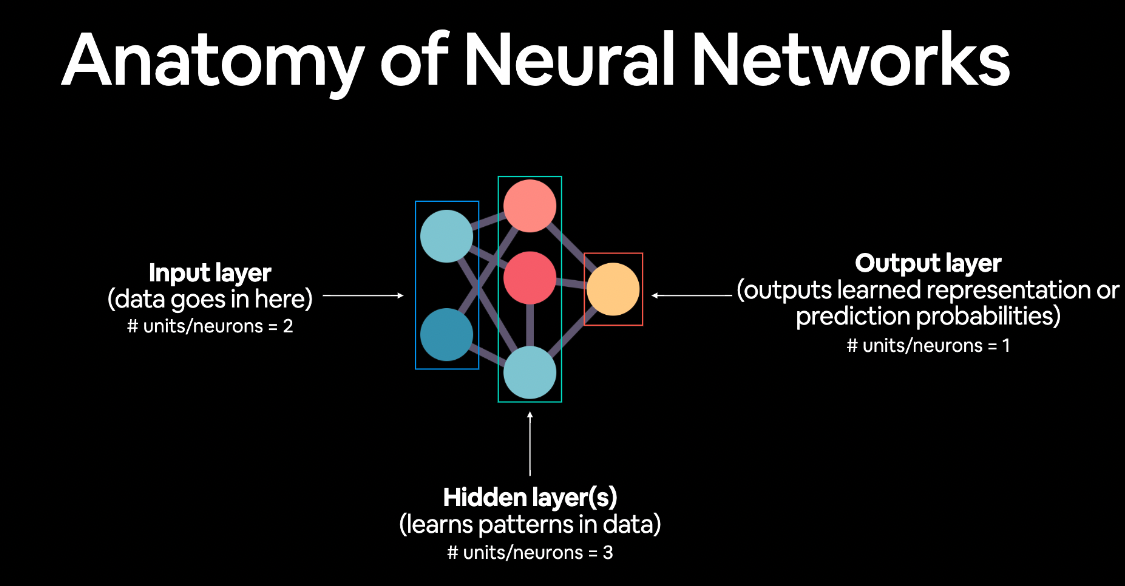 Anatomy of Neural Networks
Input layer
(data goes in here)
# units/neurons = 2
Output layer
(outputs learned representation or
prediction probabilities)
# units/neurons = 1
Hidden layer(s)
(learns patterns in data)
# units/neurons = 3